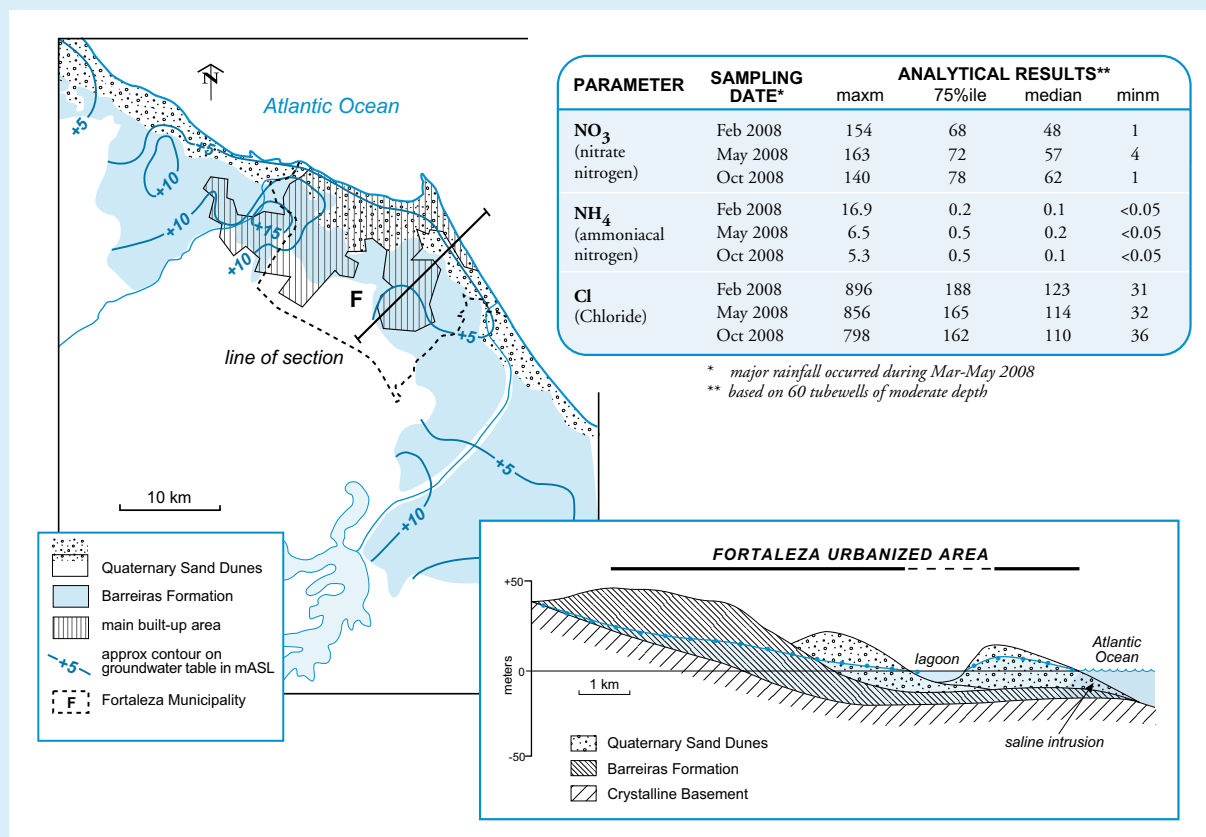 N
Atlantic Ocean
+5
+5
+10
+10
+15
+10
F
+5
line of section
+5
+10
10 km
Quaternary Sand Dunes
Barreiras Formation
main built-up area
+5 approx contour on
groundwater table in mASL
F Fortaleza Municipality
PARAMETER SAMPLING DATE* ANALYTICAL RESULTS**
maxm 75%ile median minm
NO3 (nitrate nitrogen)
Feb 2008 154 68 48 1
May 2008 163 72 57 4
Oct 2008 140 78 62 1
NH4 (ammoniacal nitrogen)
Feb 2008 16.9 0.2 0.1 <0.05
May 2008 6.5 0.5 0.2 <0.05
Oct 2008 5.3 0.5 0.1 <0.05
Cl (Chloride)
Feb 2008 896 188 123 31
May 2008 856 165 114 32
Oct 2008 798 162 110 36
* major rainfall occurred during Mar-May 2008
** based on 60 tubewells of moderate depth
FORTALEZA URBANIZED AREA
+50
0
-50
meters
1 km
lagoon
Atlantic
Ocean
saline intrusion
Quaternary Sand Dunes
Barreiras Formation
Crystalline Basement